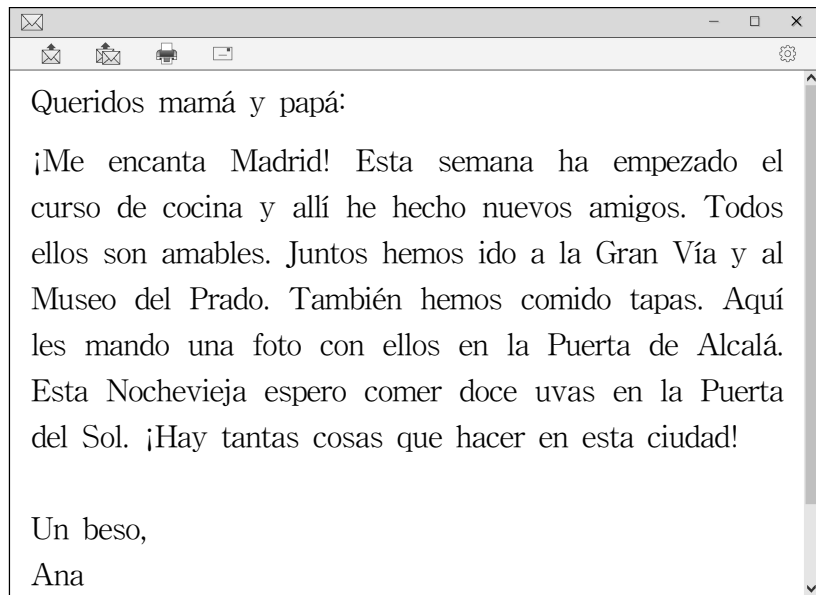 Queridos mamá y papá:
¡Me encanta Madrid! Esta semana ha empezado el
curso de cocina y allí he hecho nuevos amigos. Todos
ellos son amables. Juntos hemos ido a la Gran Vía y al
Museo del Prado. También hemos comido tapas. Aquí
les mando una foto con ellos en la Puerta de Alcalá.
Esta Nochevieja espero comer doce uvas en la Puerta
del Sol. ¡Hay tantas cosas que hacer en esta ciudad!
Un beso,
Ana